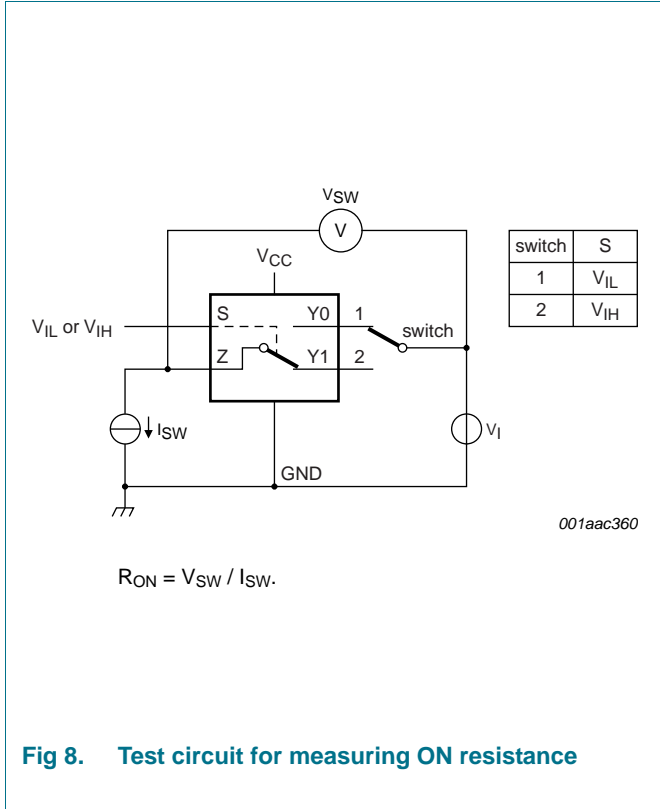 VSW
V
VCC
switch S
1 VIL
2 VIH
VIL or VIH
S Y0 1
switch
Z Y1 2
ISW
VI
GND
001aac360
RON = VSW / ISW.
Fig 8. Test circuit for measuring ON resistance